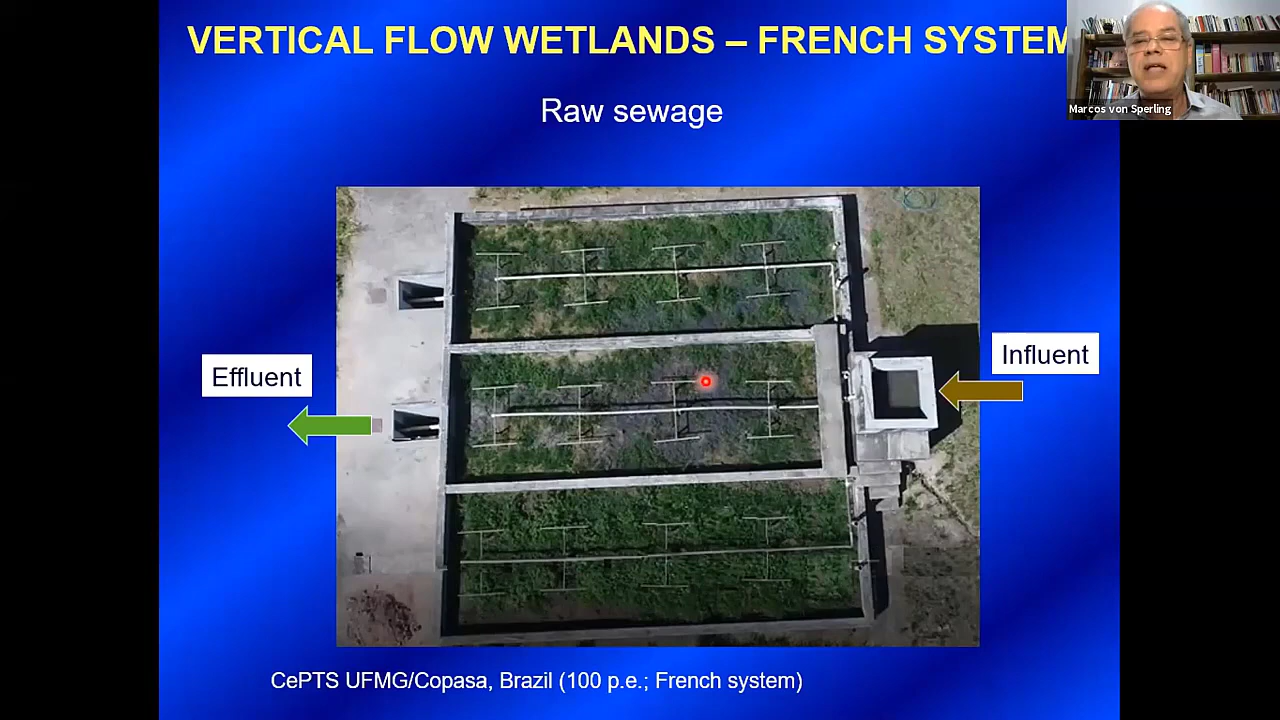 VERTICAL FLOW WETLANDS – FRENCH SYSTEM
Marcos von Sperling
Raw sewage
Influent
Effluent
CePTS UFMG/Copasa, Brazil (100 p.e.; French system)